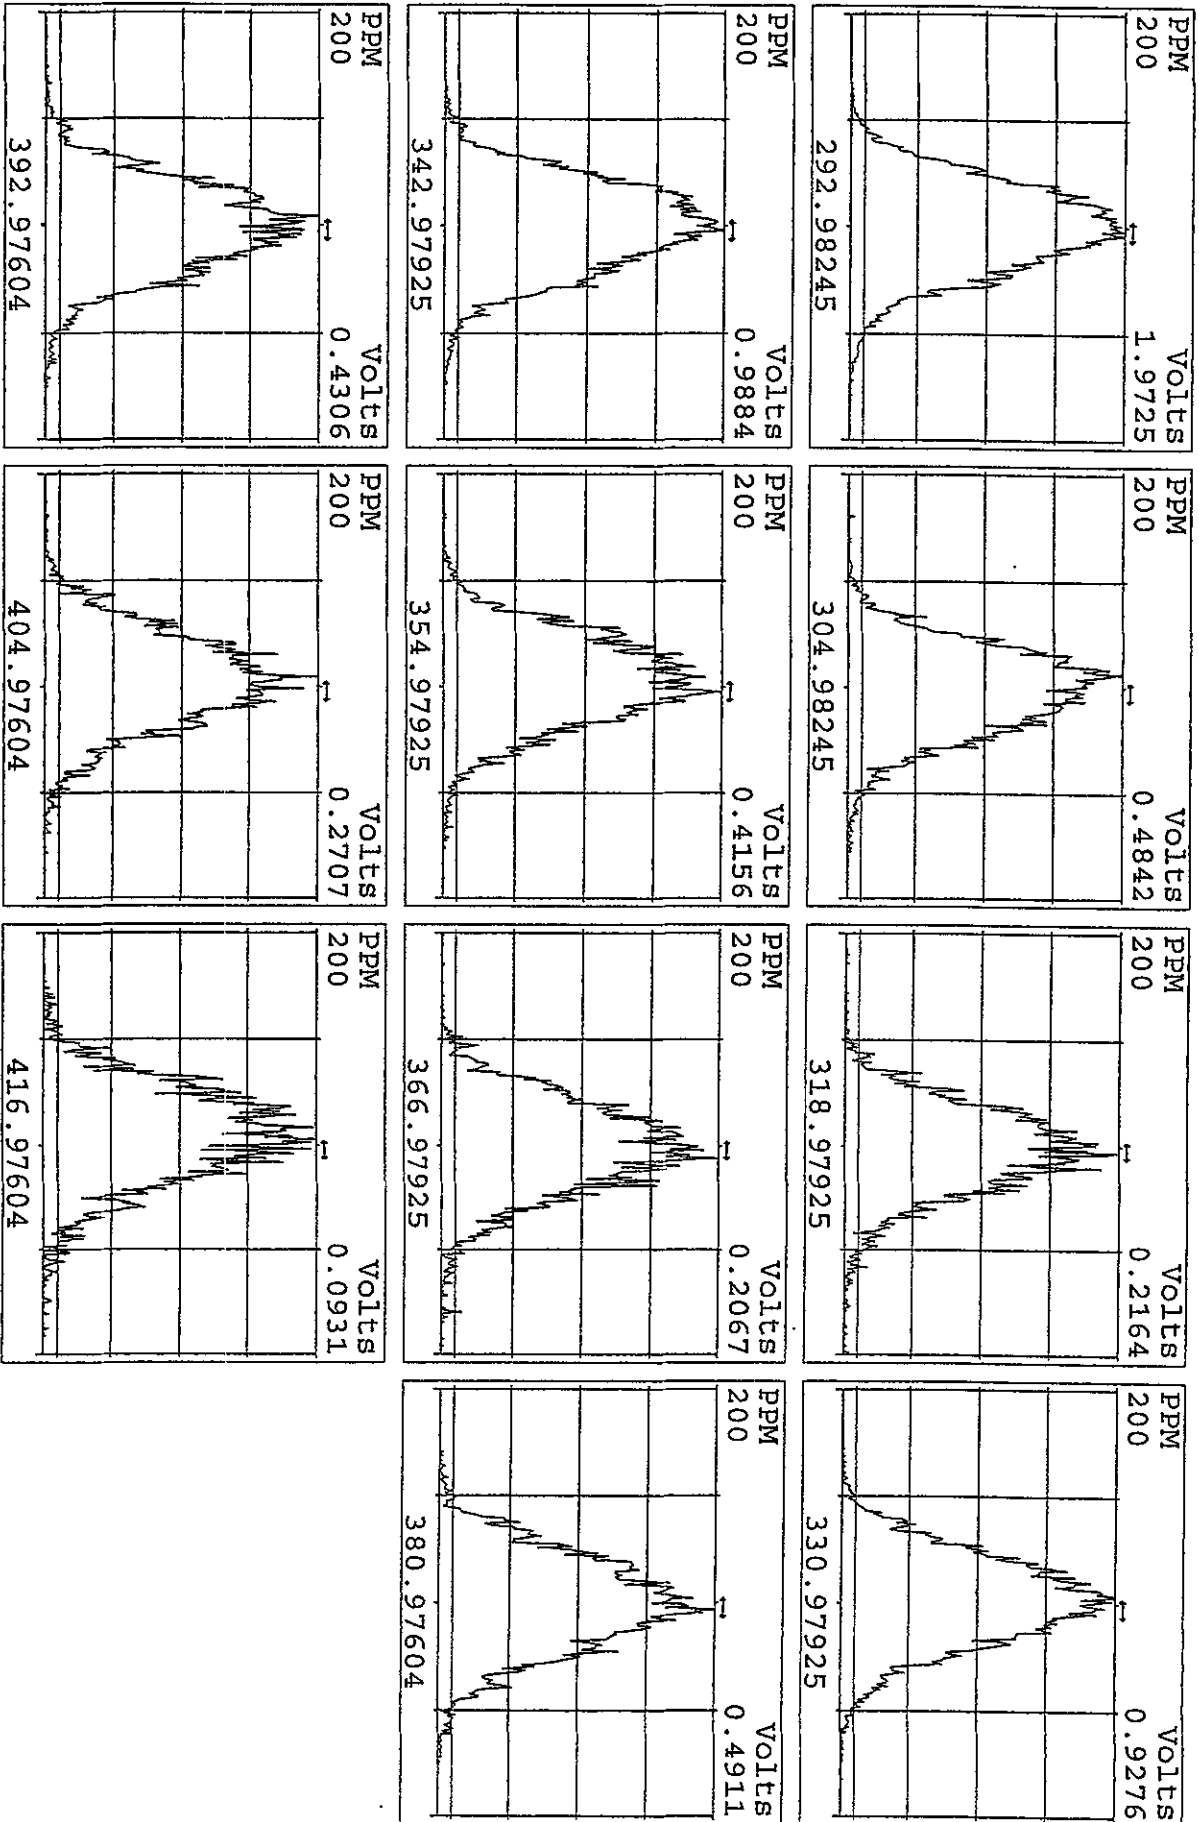 PPM Volts
200 1.9725
292.98245
PPM Volts
200 0.4842
304.98245
PPM Volts
200 0.2164
318.97925
PPM Volts
200 0.9276
330.97925
PPM Volts
200 0.9884
342.97925
PPM Volts
200 0.4156
354.97925
PPM Volts
200 0.2067
366.97925
PPM Volts
200 0.4911
380.97604
PPM Volts
200 0.4306
392.97604
PPM Volts
200 0.2707
404.97604
PPM Volts
200 0.0931
416.97604